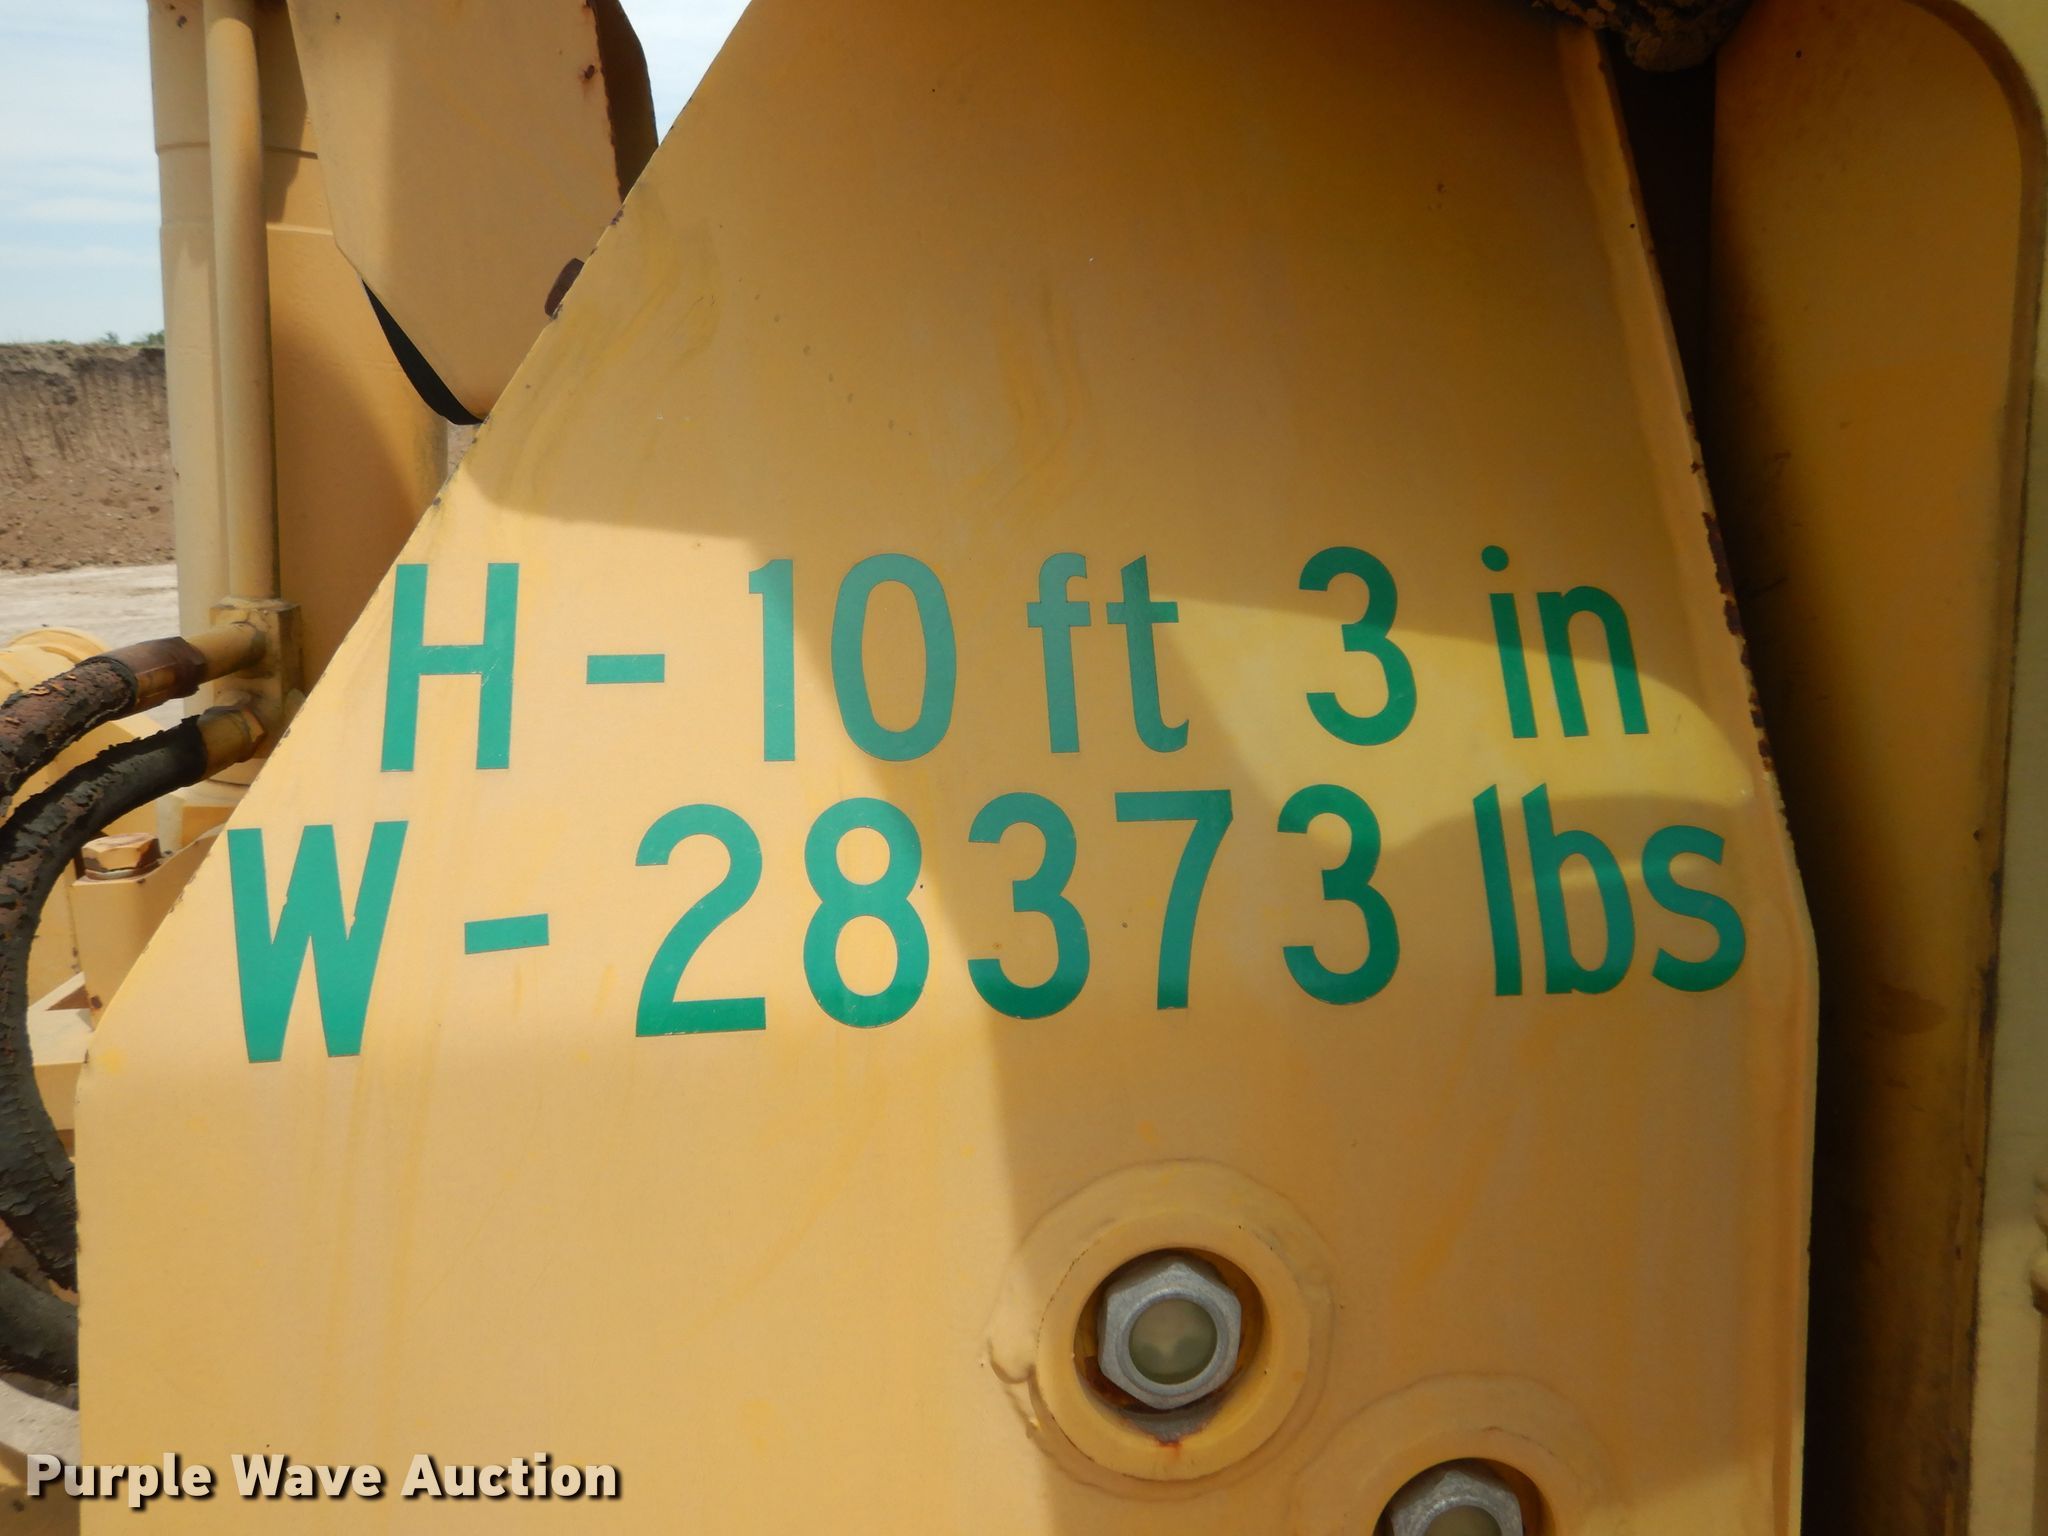 H - 10 ft 3 in
W - 28373 lbs
Purple Wave Auction